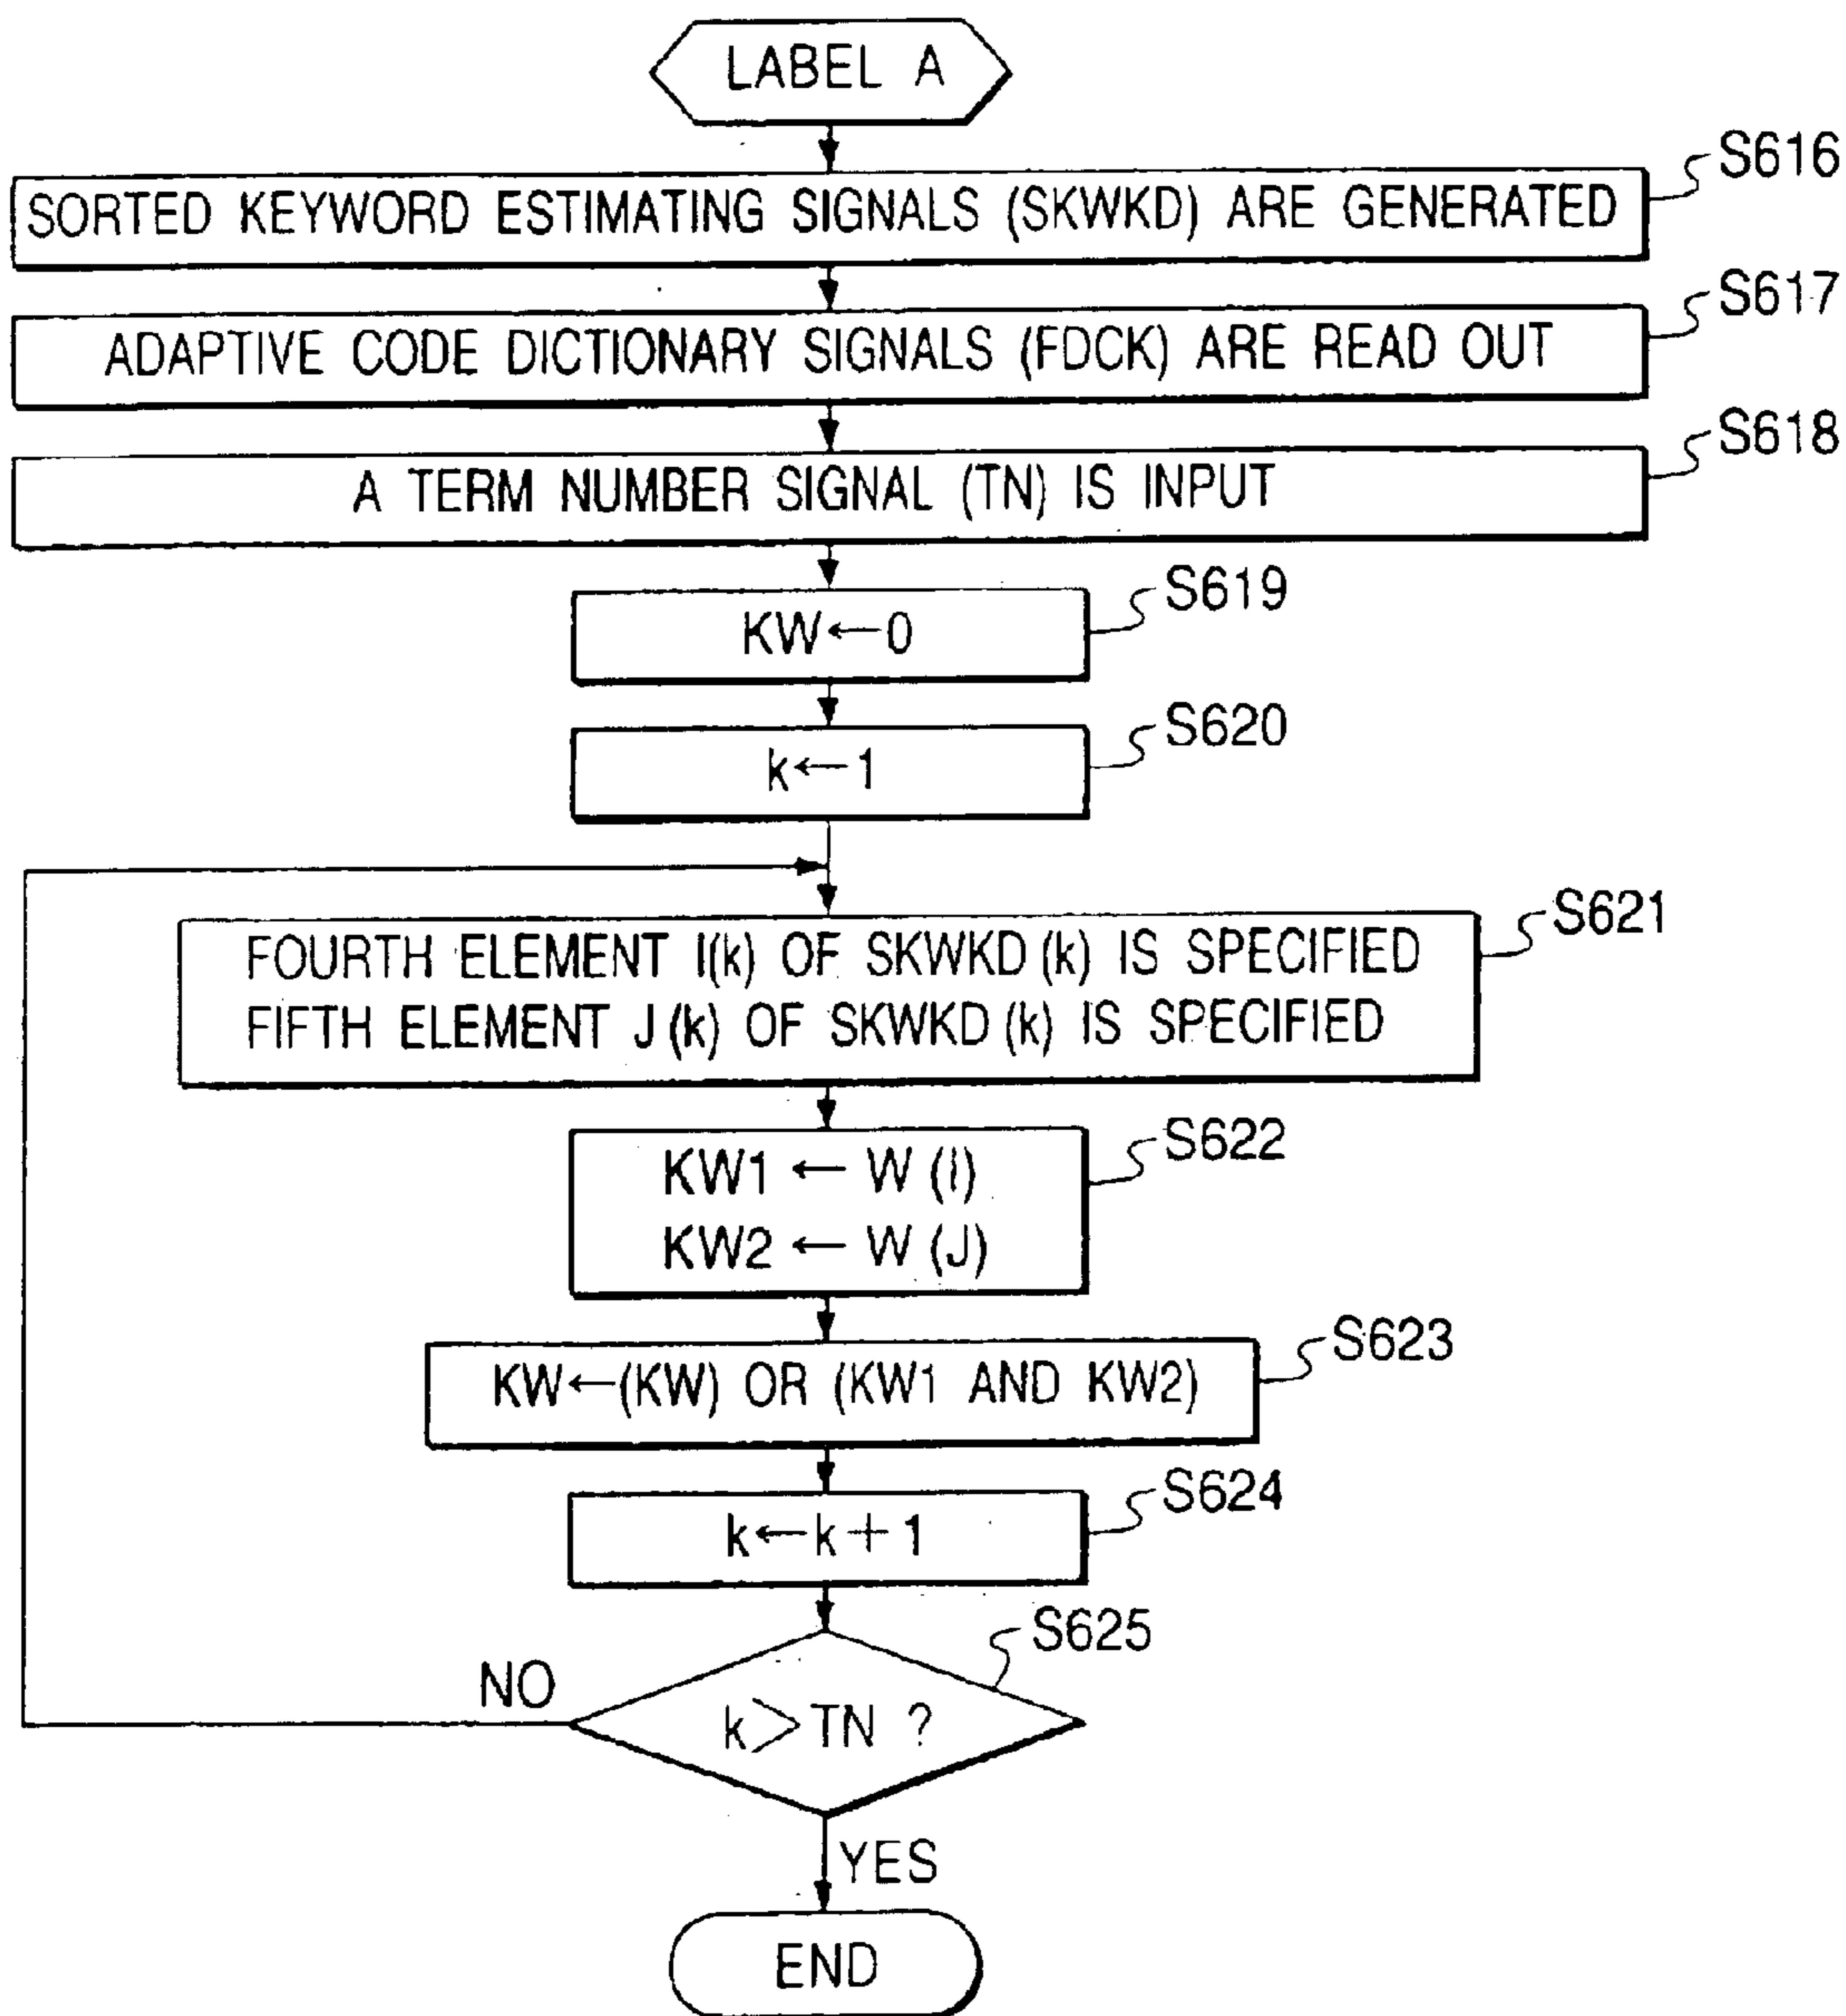 LABEL A
S616
SORTED KEYWORD ESTIMATING SIGNALS (SKWKD) ARE GENERATED
S617
ADAPTIVE CODE DICTIONARY SIGNALS (FDCK) ARE READ OUT
S618
A TERM NUMBER SIGNAL (TN) IS INPUT
S619
KW←0
S620
k←1
S621
FOURTH ELEMENT I(k) OF SKWKD(k) IS SPECIFIED
FIFTH ELEMENT J(k) OF SKWKD(k) IS SPECIFIED
S622
KW1 ← W(I)
KW2 ← W(J)
S623
KW←(KW) OR (KW1 AND KW2)
S624
k←k+1
S625
NO
k>TN ?
YES
END